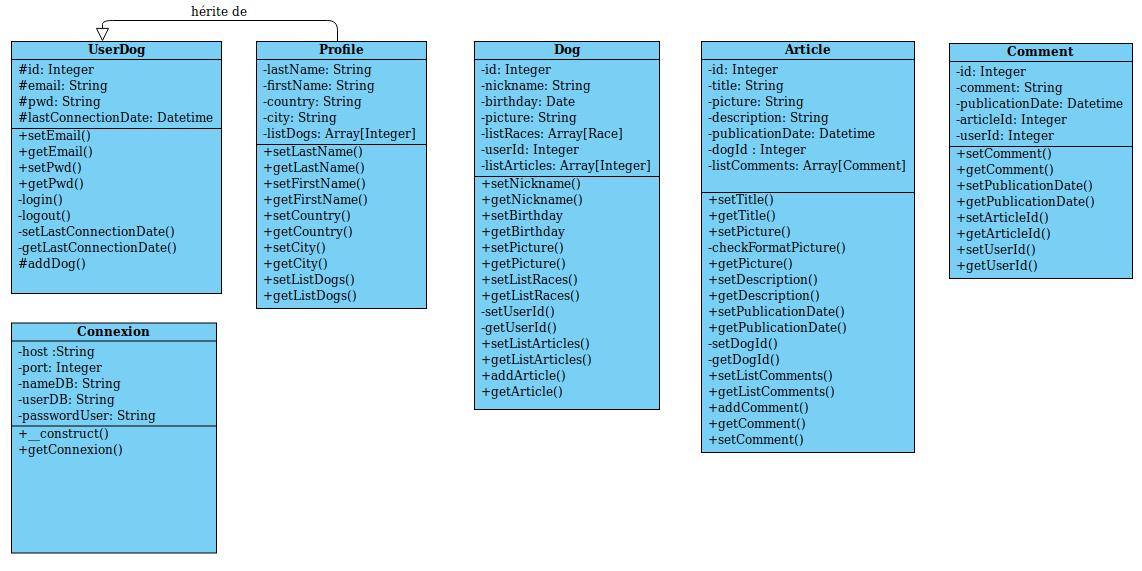 hérite de
UserDog
#id: Integer
#email: String
#pwd: String
#lastConnectionDate: Datetime
+setEmail()
+getEmail()
+setPwd()
+getPwd()
-login()
-logout()
-setLastConnectionDate()
-getLastConnectionDate()
#addDog()
Profile
-lastName: String
-firstName: String
-country: String
-city: String
-listDogs: Array[Integer]
+setLastName()
+getLastName()
+setFirstName()
+getFirstName()
+setCountry()
+getCountry()
+setCity()
+getCity()
+setListDogs()
+getListDogs()
Dog
-id: Integer
-nickname: String
-birthday: Date
-picture: String
-listRaces: Array[Race]
-userId: Integer
-listArticles: Array[Integer]
+setNickname()
+getNickname()
+setBirthday
+getBirthday
+setPicture()
+getPicture()
+setListRaces()
+getListRaces()
-setUserId()
-getUserId()
+setListArticles()
+getListArticles()
+addArticle()
+getArticle()
Article
-id: Integer
-title: String
-picture: String
-description: String
-publicationDate: Datetime
-dogId : Integer
-listComments: Array[Comment]
+setTitle()
+getTitle()
+setPicture()
-checkFormatPicture()
+getPicture()
+setDescription()
+getDescription()
+setPublicationDate()
+getPublicationDate()
-setDogId()
-getDogId()
+setListComments()
+getListComments()
+addComment()
+getComment()
+setComment()
Comment
-id: Integer
-comment: String
-publicationDate: Datetime
-articleId: Integer
-userId: Integer
+setComment()
+getComment()
+setPublicationDate()
+getPublicationDate()
+setArticleId()
+getArticleId()
+setUserId()
+getUserId()
Connexion
-host :String
-port: Integer
-nameDB: String
-userDB: String
-passwordUser: String
+__construct()
+getConnexion()